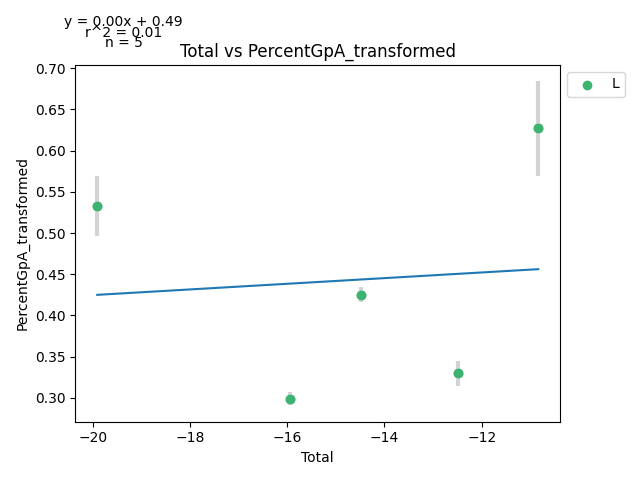 y = 0.00x + 0.49
r^2 = 0.01
n = 5
Total vs PercentGpA_transformed
L
0.70
0.65
0.60
0.55
0.50
0.45
0.40
0.35
0.30
PercentGpA_transformed
−20
−18
−16
−14
−12
Total